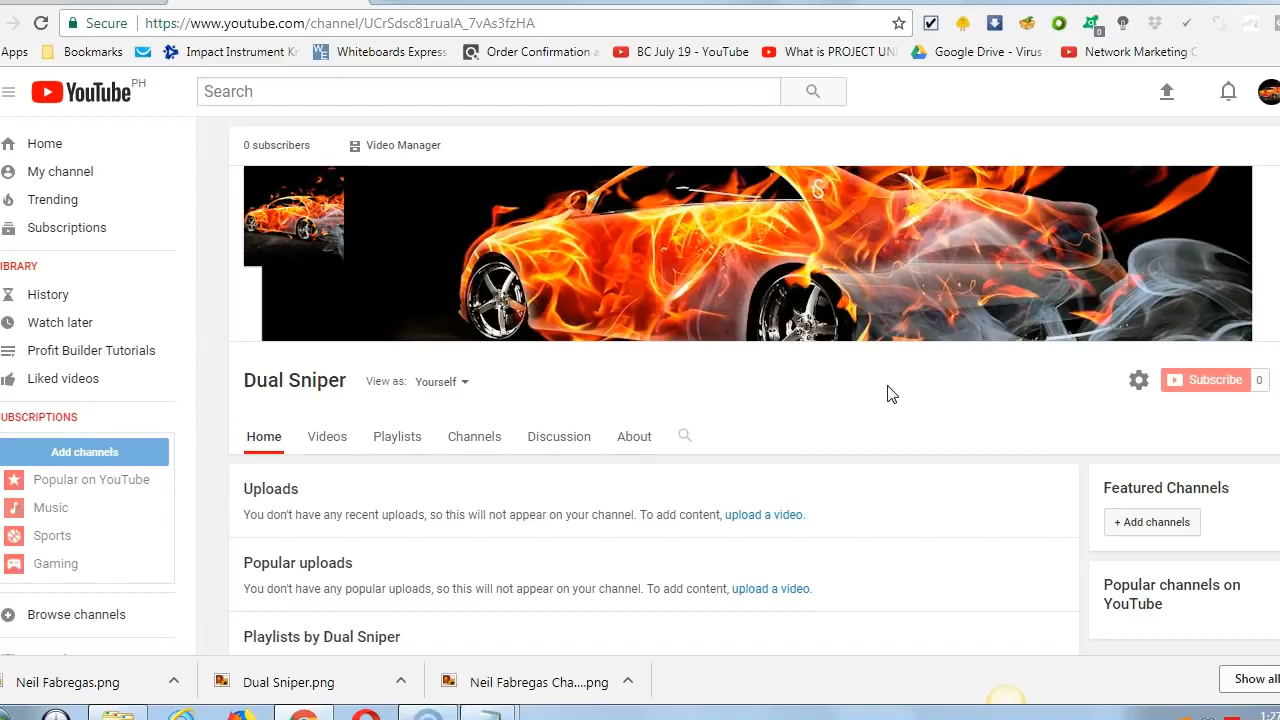 Secure https://www.youtube.com/channel/UCrSdsc81ruaIA_7vAs3fzHA
Apps Bookmarks Impact Instrument Kr Whiteboards Express Order Confirmation a BC July 19 - YouTube What is PROJECT UNI Google Drive - Virus Network Marketing C
YouTube PH Search
0 subscribers Video Manager
Home
My channel
Trending
Subscriptions
IBRARY
History
Watch later
Profit Builder Tutorials
Liked videos
UBSCRIPTIONS
Add channels
Popular on YouTube
Music
Sports
Gaming
Browse channels
Dual Sniper View as: Yourself Subscribe 0
Home Videos Playlists Channels Discussion About
Uploads
You don't have any recent uploads, so this will not appear on your channel. To add content, upload a video.
Popular uploads
You don't have any popular uploads, so this will not appear on your channel. To add content, upload a video.
Playlists by Dual Sniper
Featured Channels
+ Add channels
Popular channels on
YouTube
Neil Fabregas.png Dual Sniper.png Neil Fabregas Cha....png Show all